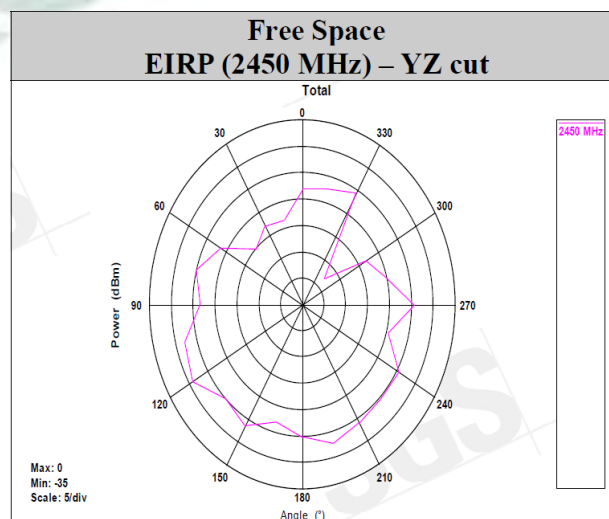 Free Space
EIRP (2450 MHz) – YZ cut
Total
0
30
330
2450 MHz
60
300
90
270
Power (dBm)
120
240
150
210
180
Max: 0
Min: -35
Scale: 5/div
Angle (°)
SGS